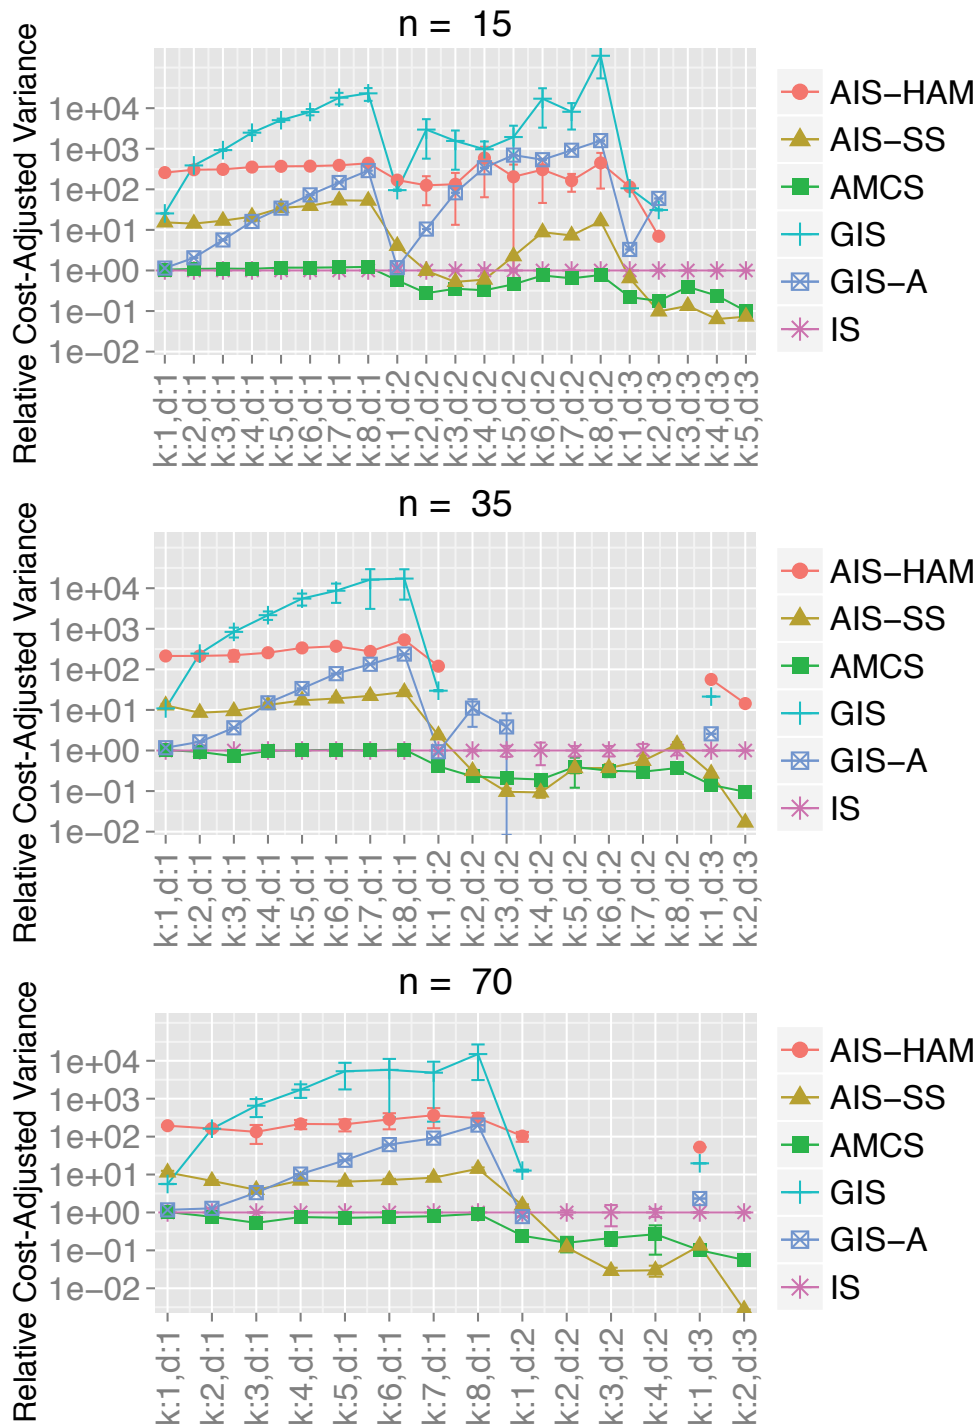 n = 15
Relative Cost-Adjusted Variance
1e+04
1e+03
1e+02
1e+01
1e+00
1e−01
1e−02
k:1,d:1
k:2,d:1
k:3,d:1
k:4,d:1
k:5,d:1
k:6,d:1
k:7,d:1
k:8,d:1
k:1,d:2
k:2,d:2
k:3,d:2
k:4,d:2
k:5,d:2
k:6,d:2
k:7,d:2
k:8,d:2
k:1,d:3
k:2,d:3
k:3,d:3
k:4,d:3
k:5,d:3
AIS−HAM
AIS−SS
AMCS
GIS
GIS−A
IS
n = 35
Relative Cost-Adjusted Variance
1e+04
1e+03
1e+02
1e+01
1e+00
1e−01
1e−02
k:1,d:1
k:2,d:1
k:3,d:1
k:4,d:1
k:5,d:1
k:6,d:1
k:7,d:1
k:8,d:1
k:1,d:2
k:2,d:2
k:3,d:2
k:4,d:2
k:5,d:2
k:6,d:2
k:7,d:2
k:8,d:2
k:1,d:3
k:2,d:3
AIS−HAM
AIS−SS
AMCS
GIS
GIS−A
IS
n = 70
Relative Cost-Adjusted Variance
1e+04
1e+03
1e+02
1e+01
1e+00
1e−01
1e−02
k:1,d:1
k:2,d:1
k:3,d:1
k:4,d:1
k:5,d:1
k:6,d:1
k:7,d:1
k:8,d:1
k:1,d:2
k:2,d:2
k:3,d:2
k:4,d:2
k:1,d:3
k:2,d:3
AIS−HAM
AIS−SS
AMCS
GIS
GIS−A
IS